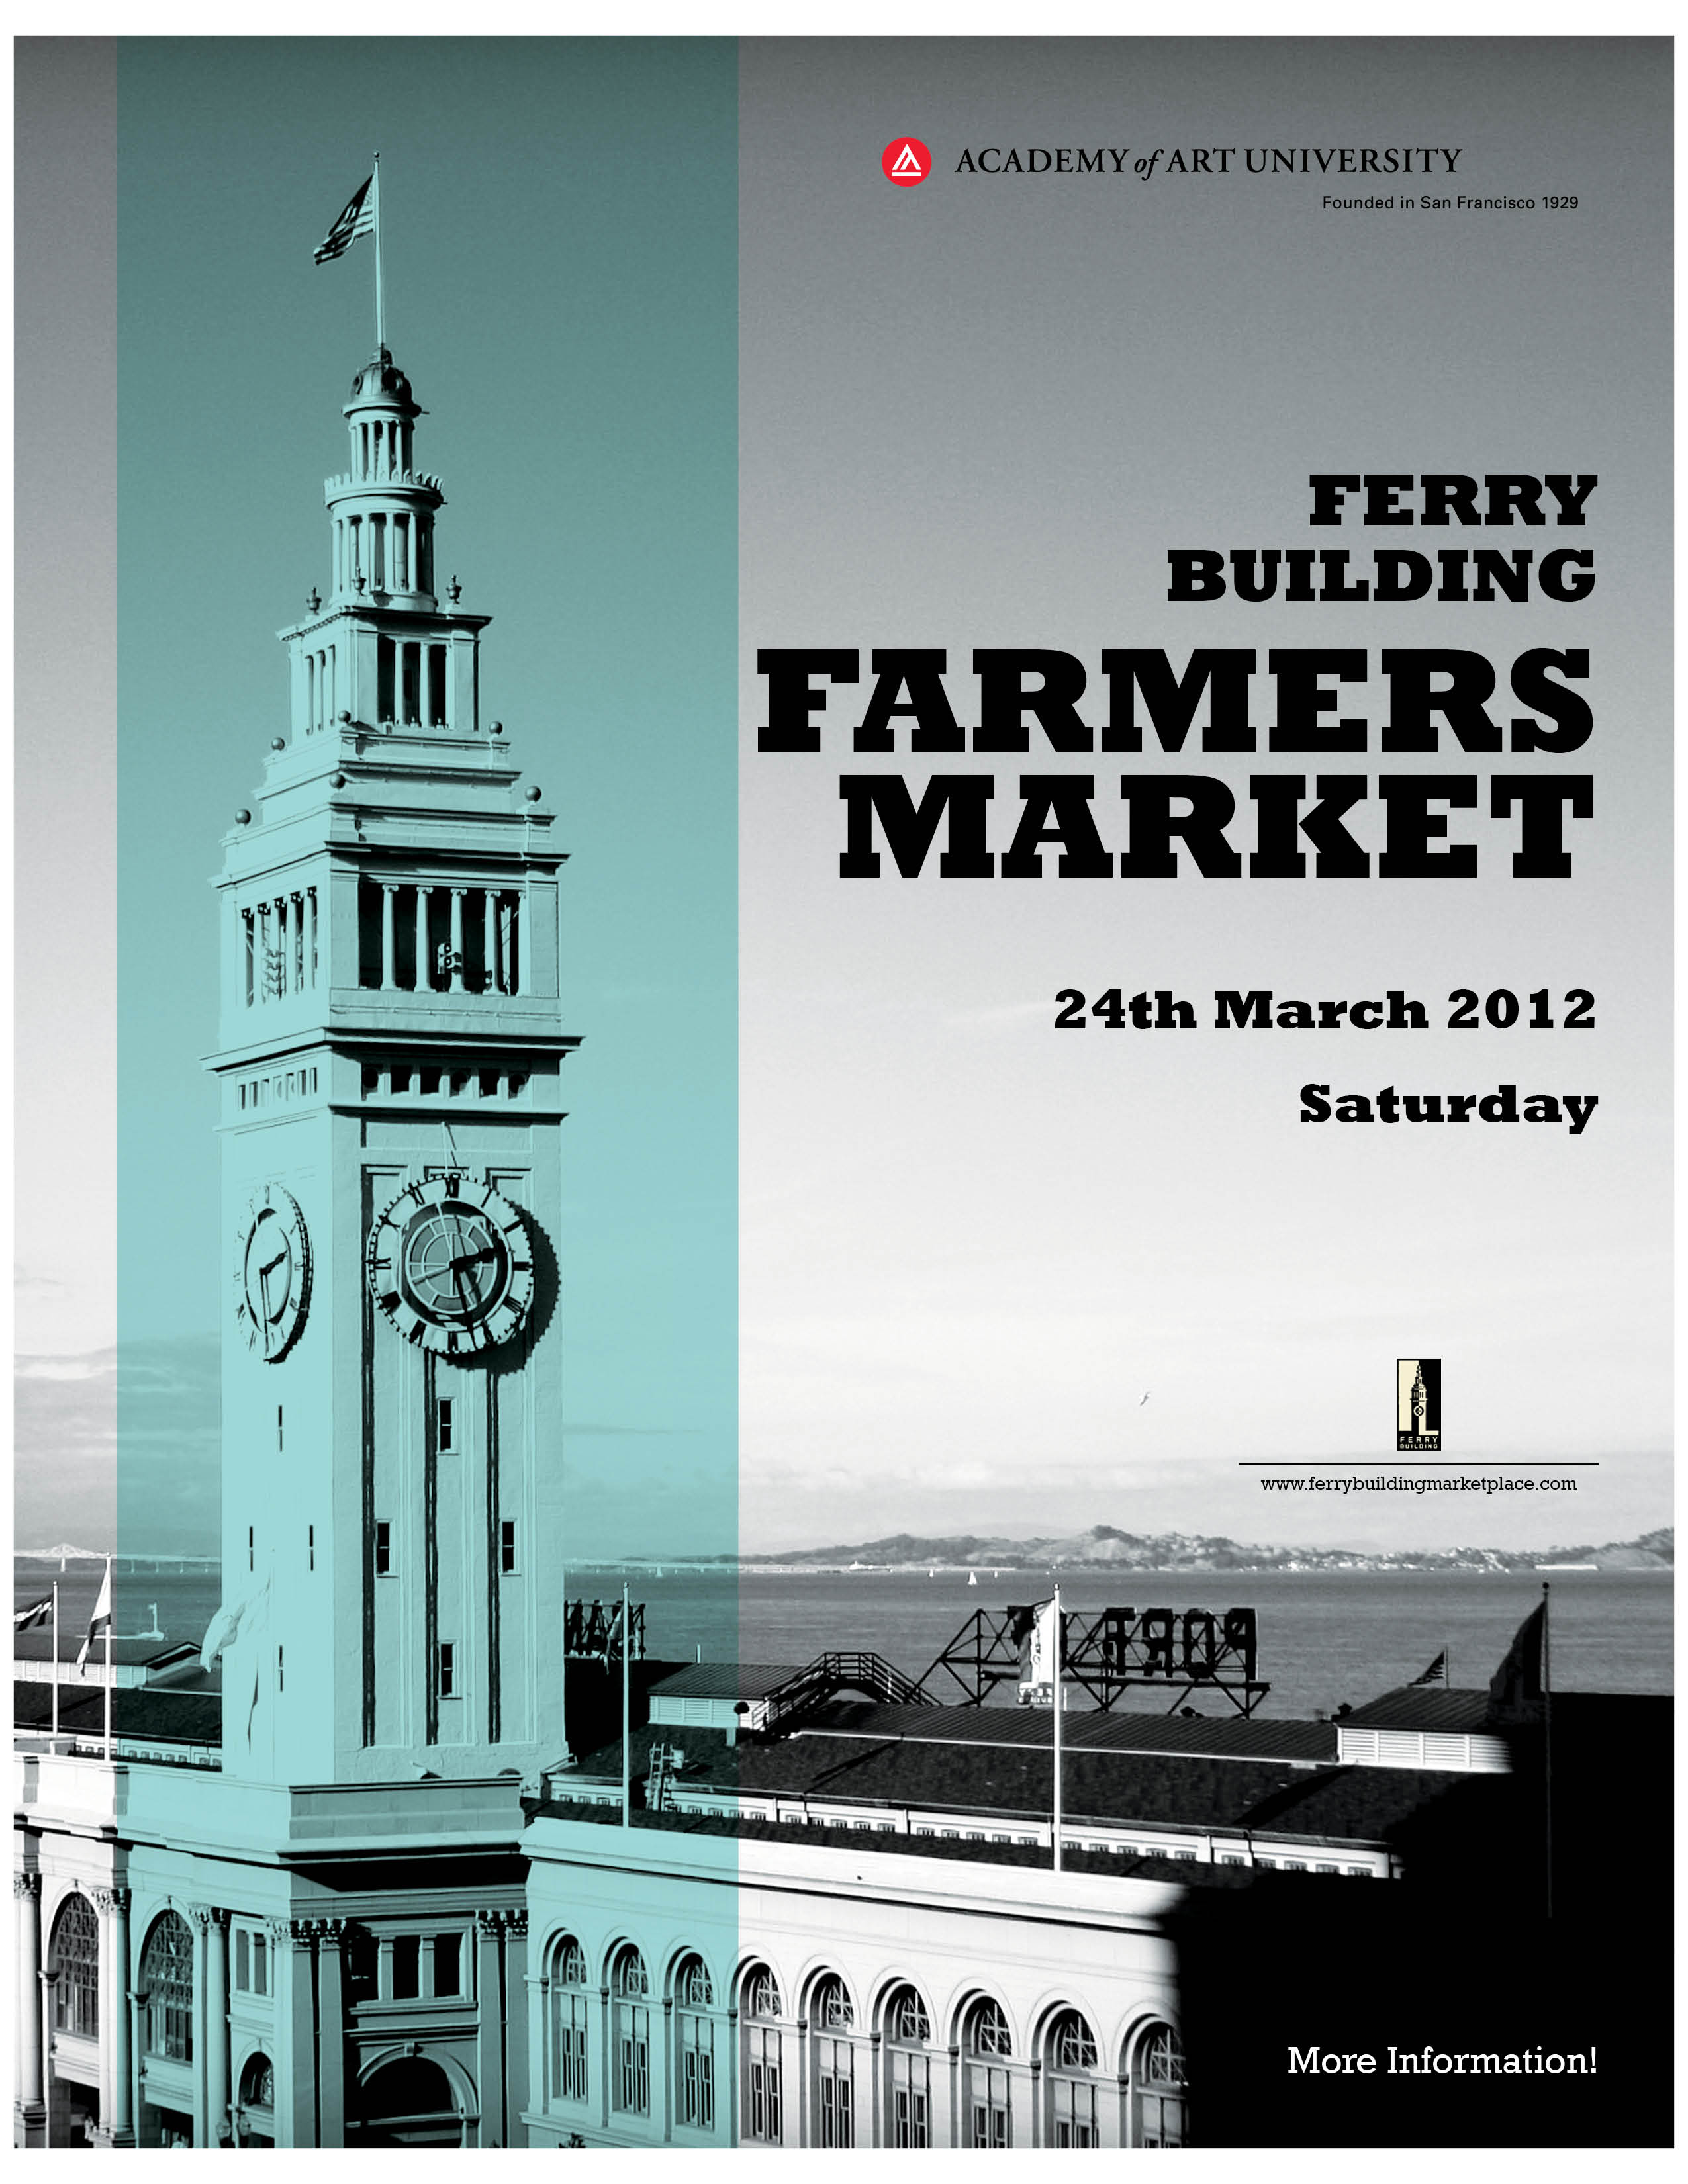 ACADEMY of ART UNIVERSITY
Founded in San Francisco 1929
FERRY
BUILDING
FARMERS
MARKET
24th March 2012
Saturday
FERRY
BUILDING
www.ferrybuildingmarketplace.com
PORT
More Information!